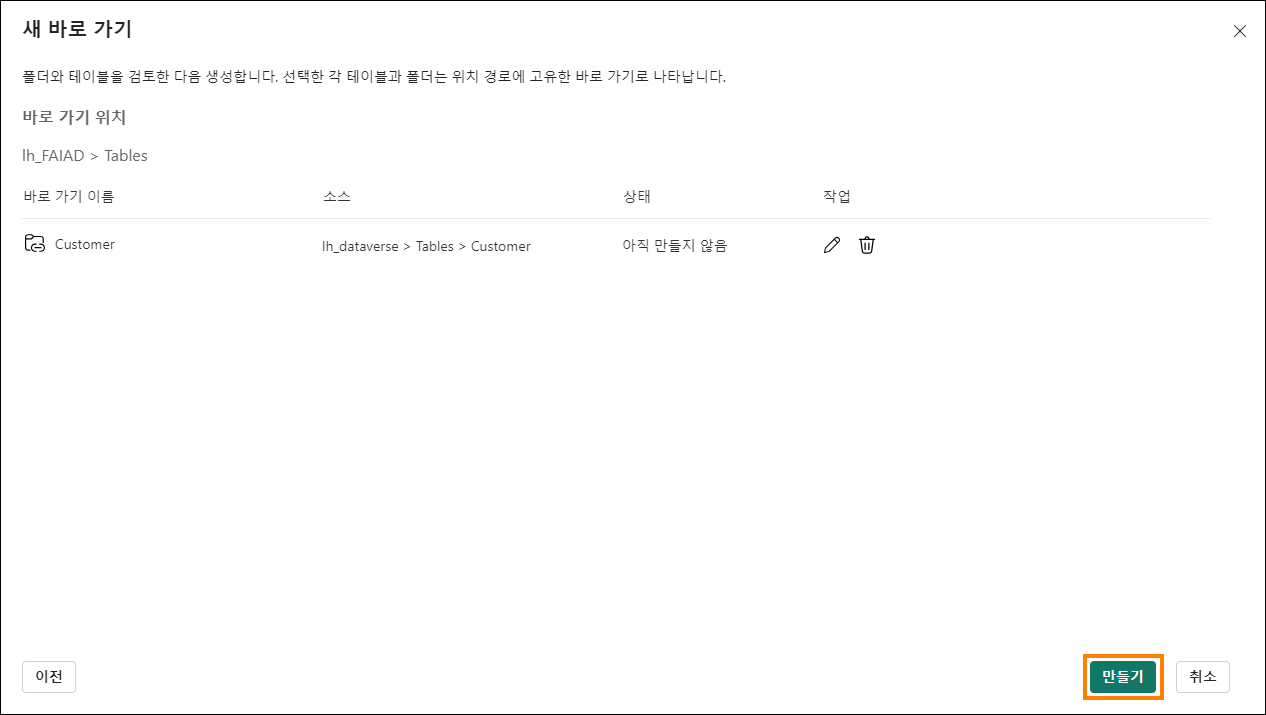 새 바로 가기
폴더와 테이블을 검토한 다음 생성합니다. 선택한 각 테이블과 폴더는 위치 경로에 고유한 바로 가기로 나타납니다.
바로 가기 위치
lh_FAIAD > Tables
바로 가기 이름 소스 상태 작업
Customer lh_dataverse > Tables > Customer 아직 만들지 않음
이전 만들기 취소